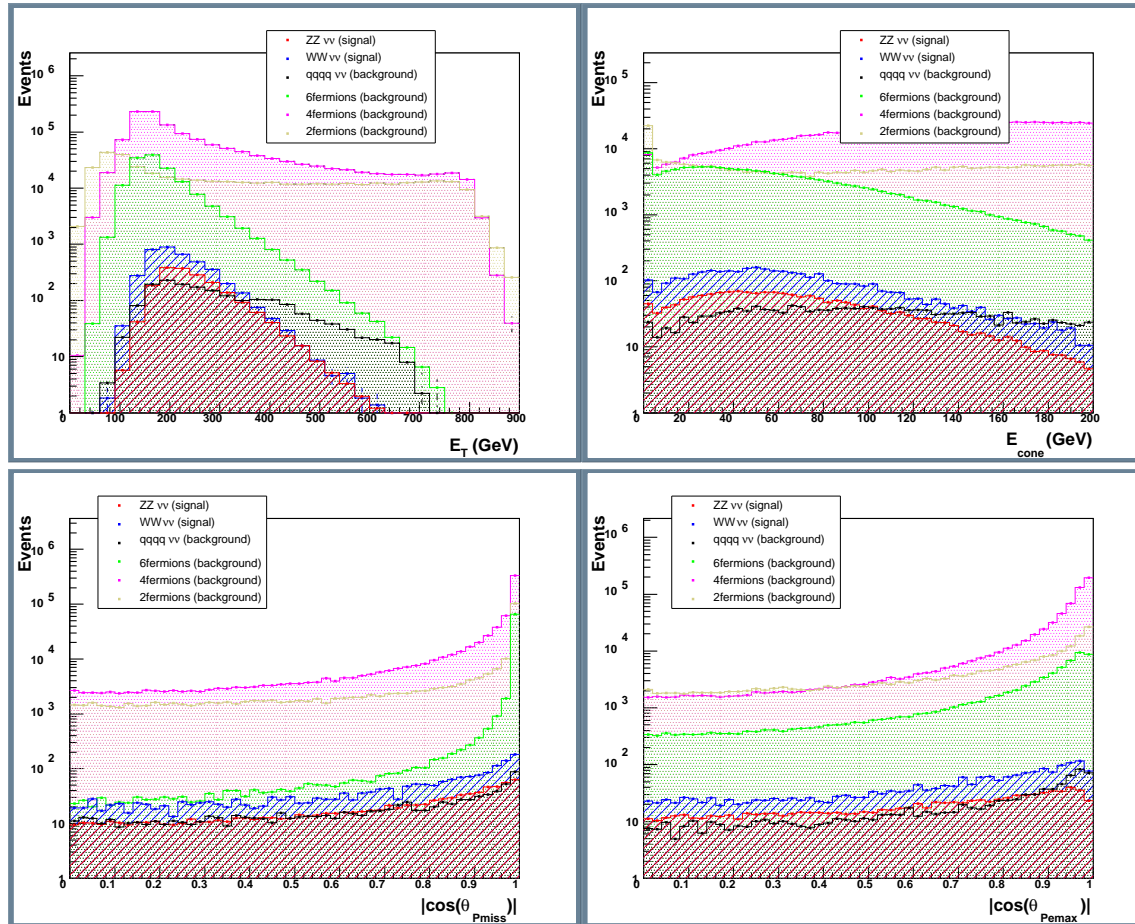 ZZ νν (signal)
WW νν (signal)
qqqq νν (background)
6fermions (background)
4fermions (background)
2fermions (background)
Events
10^6
10^5
10^4
10^3
10^2
10
1
0 100 200 300 400 500 600 700 800 900
E_T (GeV)
ZZ νν (signal)
WW νν (signal)
qqqq νν (background)
6fermions (background)
4fermions (background)
2fermions (background)
Events
10^5
10^4
10^3
10^2
10
1
0 20 40 60 80 100 120 140 160 180 200
E_cone (GeV)
ZZ νν (signal)
WW νν (signal)
qqqq νν (background)
6fermions (background)
4fermions (background)
2fermions (background)
Events
10^6
10^5
10^4
10^3
10^2
10
1
0 0.1 0.2 0.3 0.4 0.5 0.6 0.7 0.8 0.9 1
|cos(θ_Pmiss)|
ZZ νν (signal)
WW νν (signal)
qqqq νν (background)
6fermions (background)
4fermions (background)
2fermions (background)
Events
10^6
10^5
10^4
10^3
10^2
10
1
0 0.1 0.2 0.3 0.4 0.5 0.6 0.7 0.8 0.9 1
|cos(θ_Pemax)|